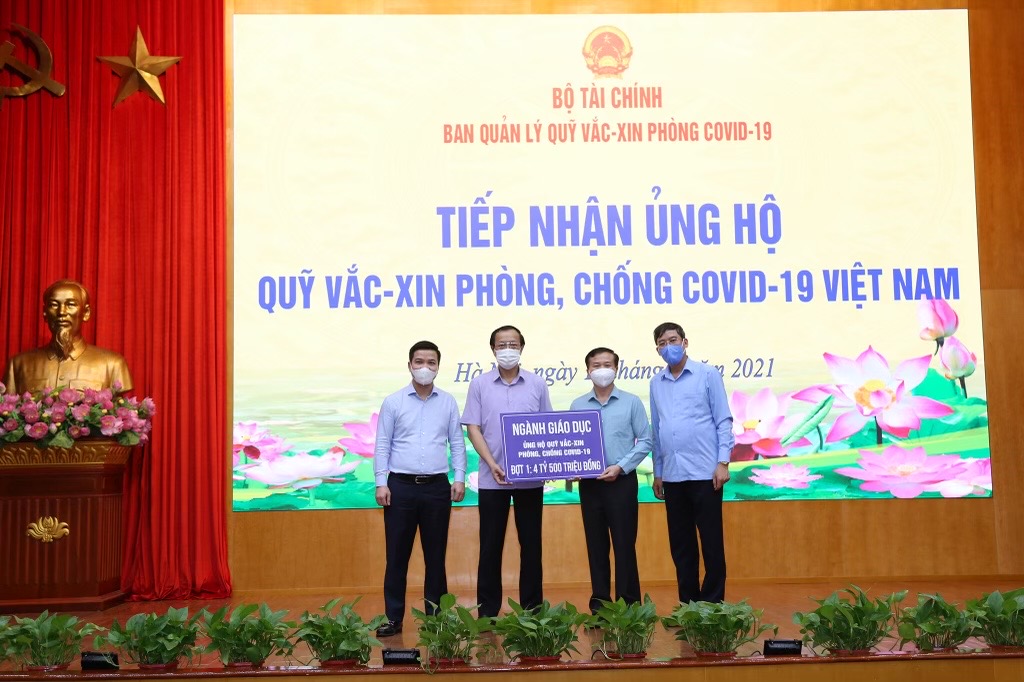 BỘ TÀI CHÍNH
BAN QUẢN LÝ QUỸ VẮC-XIN PHÒNG COVID-19
TIẾP NHẬN ỦNG HỘ
QUỸ VẮC-XIN PHÒNG, CHỐNG COVID-19 VIỆT NAM
ngày năm 2021
NGÀNH GIÁO DỤC
ỦNG HỘ QUỸ VẮC-XIN
PHÒNG, CHỐNG COVID-19
ĐỢT 1: 4 TỶ 500 TRIỆU ĐỒNG